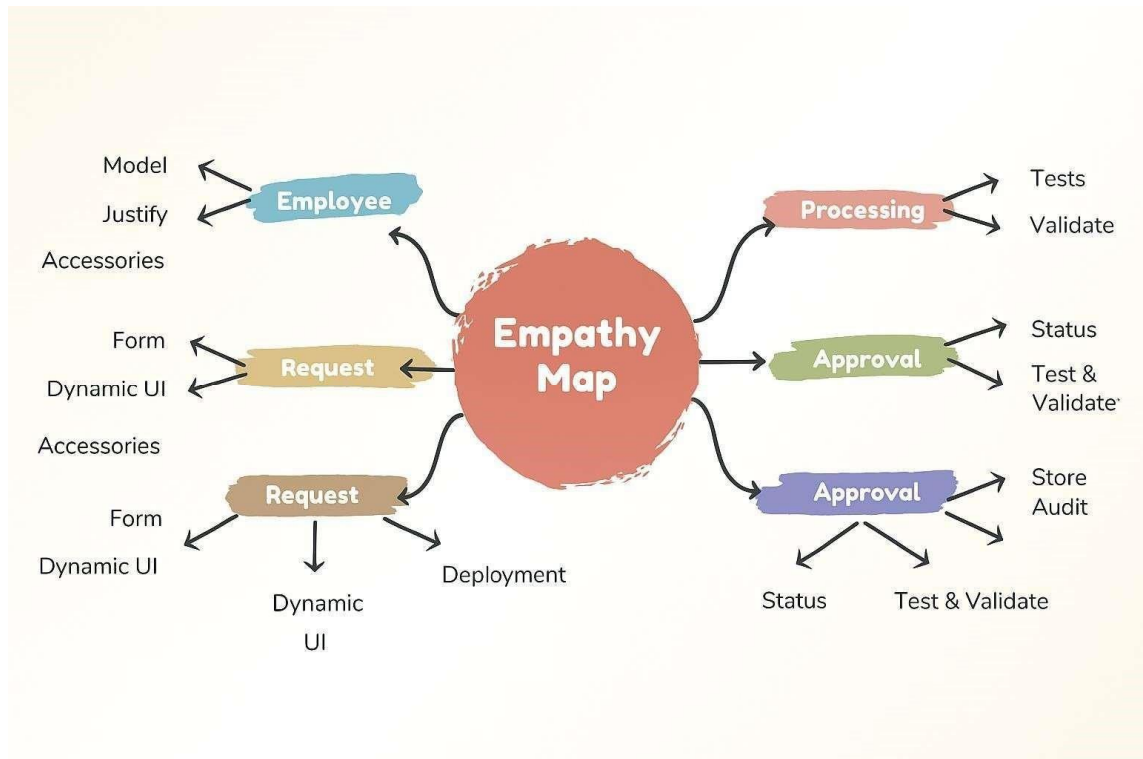 Empathy
Map
Employee
Model
Justify
Accessories
Request
Form
Dynamic UI
Accessories
Request
Form
Dynamic UI
Dynamic
UI
Deployment
Processing
Tests
Validate
Approval
Status
Test &
Validate
Approval
Store
Audit
Status
Test & Validate